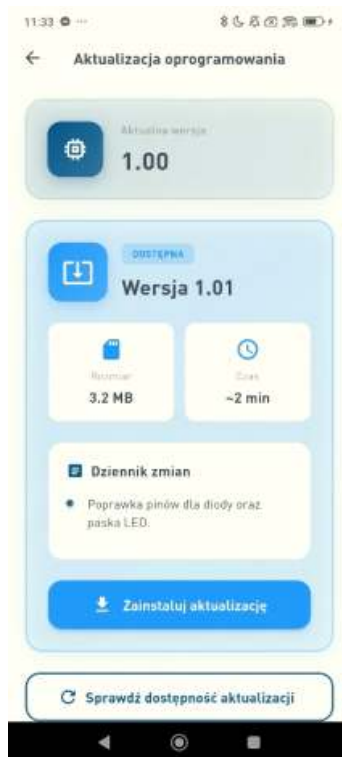 11:33
Aktualizacja oprogramowania
Aktualna wersja
1.00
DOSTĘPNA
Wersja 1.01
Rozmiar
Czas
3.2 MB
~2 min
Dziennik zmian
Poprawka pinów dla diody oraz
paska LED.
Zainstaluj aktualizację
Sprawdź dostępność aktualizacji